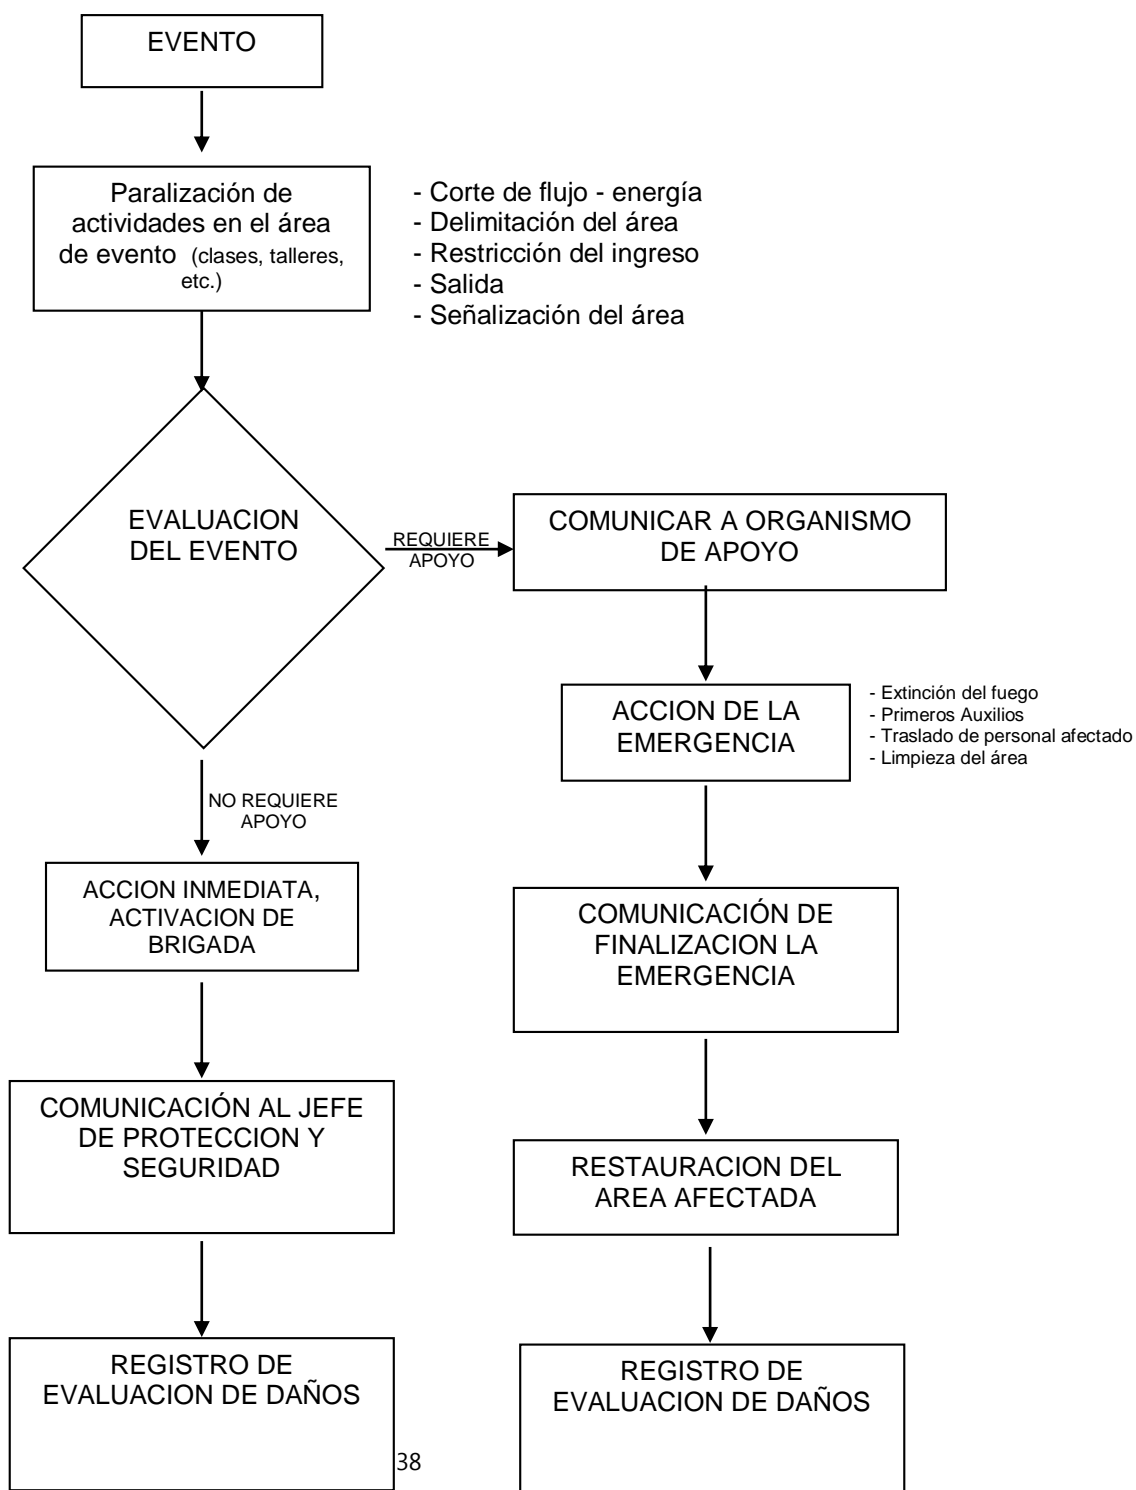 EVENTO
Paralización de
actividades en el área
de evento (clases, talleres,
etc.)
- Corte de flujo - energía
- Delimitación del área
- Restricción del ingreso
- Salida
- Señalización del área
EVALUACION
DEL EVENTO
REQUIERE
APOYO
COMUNICAR A ORGANISMO
DE APOYO
ACCION DE LA
EMERGENCIA
- Extinción del fuego
- Primeros Auxilios
- Traslado de personal afectado
- Limpieza del área
NO REQUIERE
APOYO
ACCION INMEDIATA,
ACTIVACION DE
BRIGADA
COMUNICACIÓN DE
FINALIZACION LA
EMERGENCIA
COMUNICACIÓN AL JEFE
DE PROTECCION Y
SEGURIDAD
RESTAURACION DEL
AREA AFECTADA
REGISTRO DE
EVALUACION DE DAÑOS
REGISTRO DE
EVALUACION DE DAÑOS
38